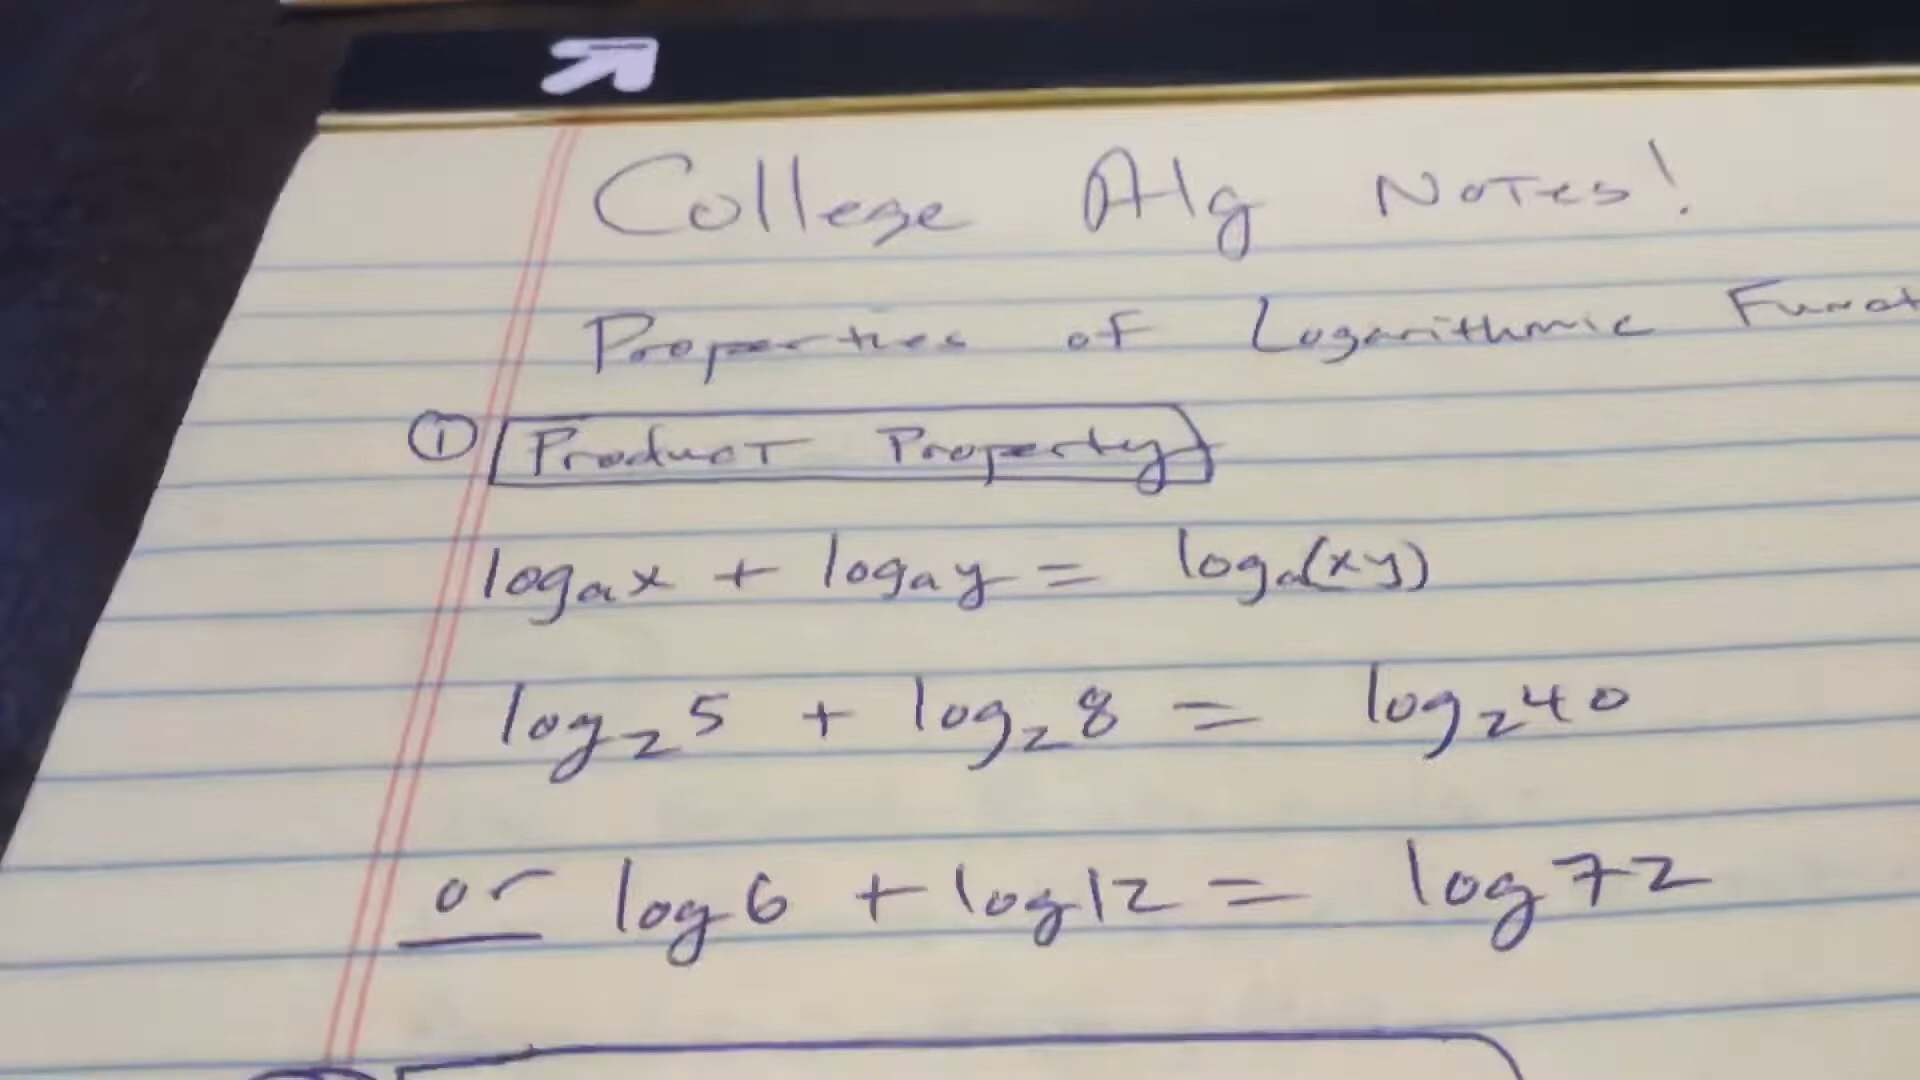 College Alg Notes!
Properties of Logarithmic Funct
① Product Property
logₐx + logₐy = logₐ(xy)
log₂5 + log₂8 = log₂40
or log6 + log12 = log72